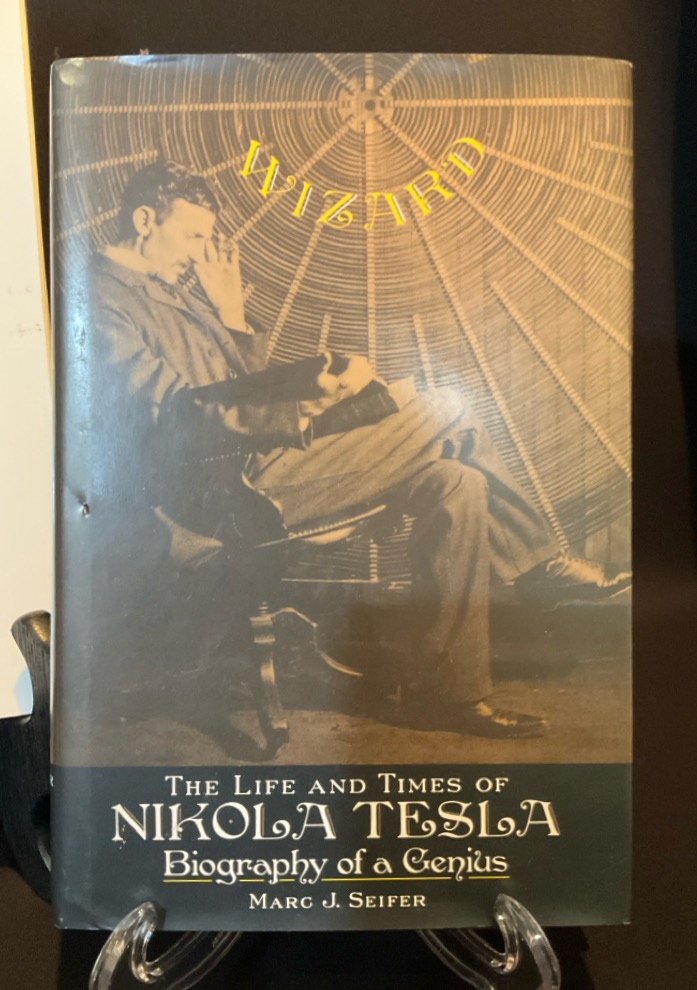 WIZARD
THE LIFE AND TIMES OF
NIKOLA TESLA
Biography of a Genius
MARC J. SEIFER